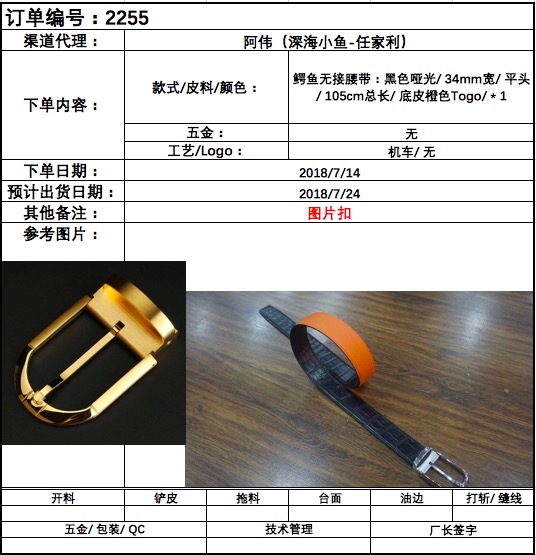 订单编号：2255
渠道代理： 阿伟（深海小鱼-任家利）
下单内容： 款式/皮料/颜色： 鳄鱼无接腰带：黑色哑光/ 34mm宽/ 平头
/ 105cm总长/ 底皮橙色Togo/ * 1
五金： 无
工艺/Logo： 机车/ 无
下单日期： 2018/7/14
预计出货日期： 2018/7/24
其他备注： 图片扣
参考图片：
开料 铲皮 拖料 台面 油边 打斩/ 缝线
五金/ 包装/ QC 技术管理 厂长签字